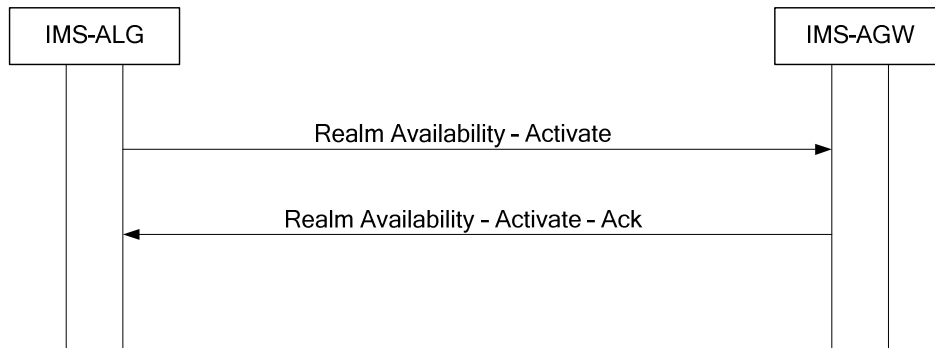 IMS-ALG
IMS-AGW
Realm Availability - Activate
Realm Availability - Activate - Ack